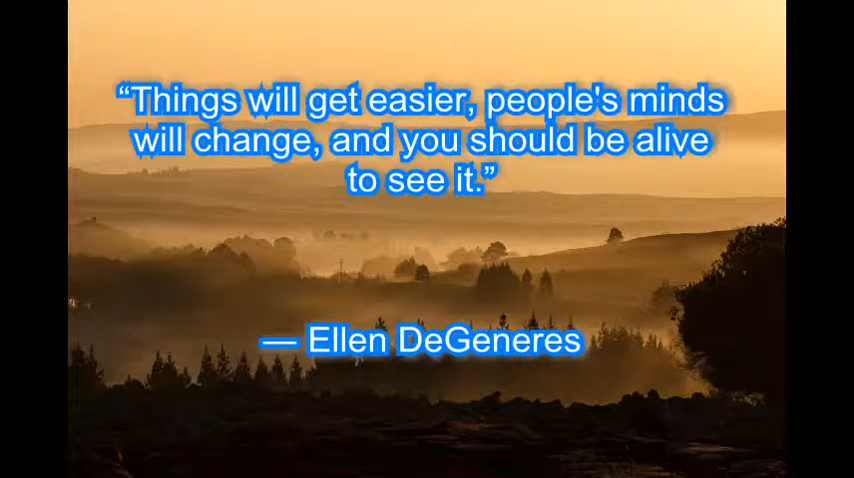 “Things will get easier, people's minds
will change, and you should be alive
to see it.”
— Ellen DeGeneres